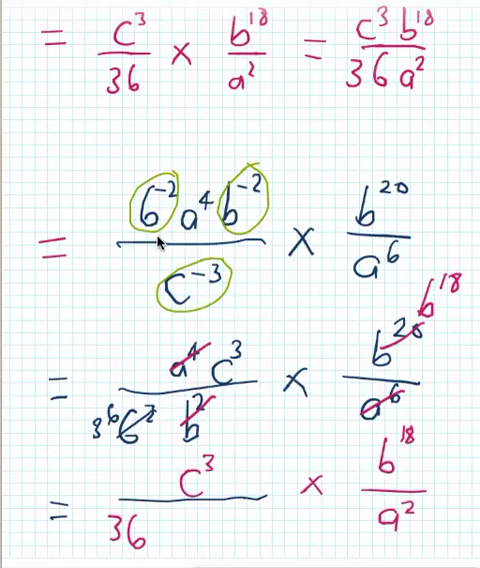 = c³/36 × b¹⁸/a² = c³b¹⁸/36a²
= 6⁻²a⁴b⁻²/c⁻³ × b²⁰/a⁶
b¹⁸
= a⁴c³/36 6² b² × b²⁰/a⁶
= c³/36 × b¹⁸/a²